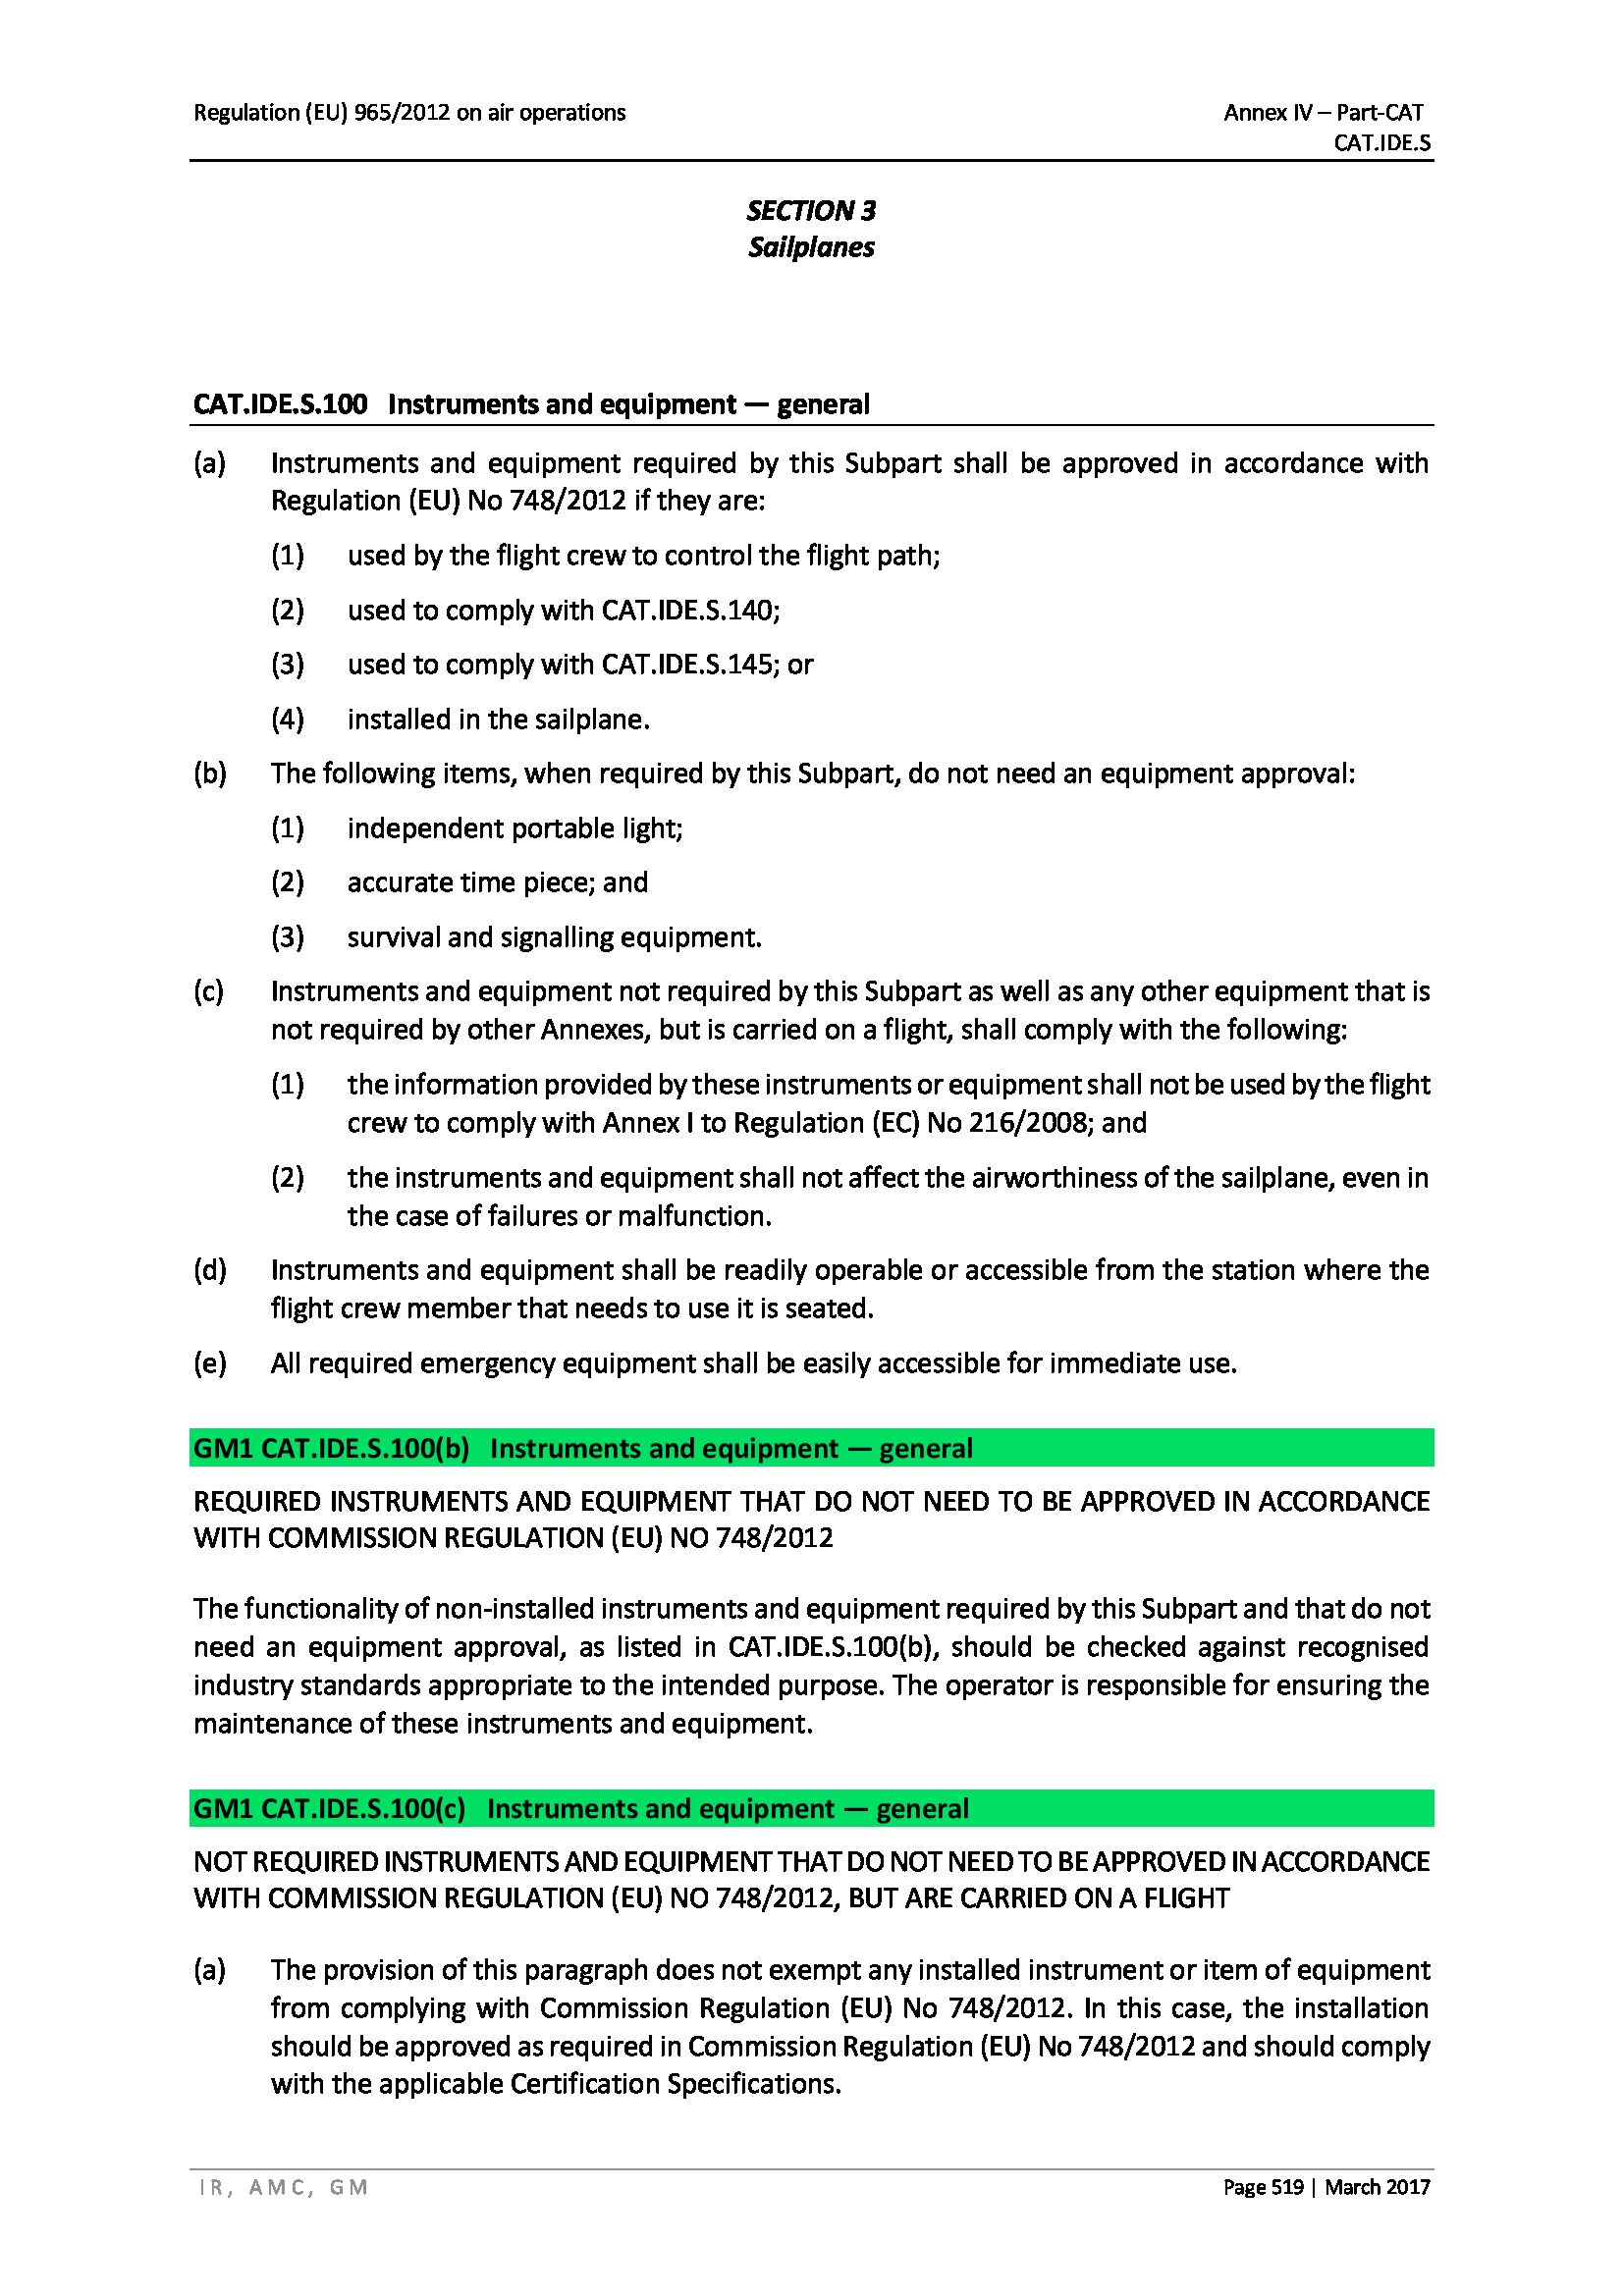 Regulation (EU) 965/2012 on air operations
Annex IV – Part-CAT
CAT.IDE.S
SECTION 3
Sailplanes
CAT.IDE.S.100 Instruments and equipment — general
(a) Instruments and equipment required by this Subpart shall be approved in accordance with
Regulation (EU) No 748/2012 if they are:
(1) used by the flight crew to control the flight path;
(2) used to comply with CAT.IDE.S.140;
(3) used to comply with CAT.IDE.S.145; or
(4) installed in the sailplane.
(b) The following items, when required by this Subpart, do not need an equipment approval:
(1) independent portable light;
(2) accurate time piece; and
(3) survival and signalling equipment.
(c) Instruments and equipment not required by this Subpart as well as any other equipment that is
not required by other Annexes, but is carried on a flight, shall comply with the following:
(1) the information provided by these instruments or equipment shall not be used by the flight
crew to comply with Annex I to Regulation (EC) No 216/2008; and
(2) the instruments and equipment shall not affect the airworthiness of the sailplane, even in
the case of failures or malfunction.
(d) Instruments and equipment shall be readily operable or accessible from the station where the
flight crew member that needs to use it is seated.
(e) All required emergency equipment shall be easily accessible for immediate use.
GM1 CAT.IDE.S.100(b) Instruments and equipment — general
REQUIRED INSTRUMENTS AND EQUIPMENT THAT DO NOT NEED TO BE APPROVED IN ACCORDANCE
WITH COMMISSION REGULATION (EU) NO 748/2012
The functionality of non-installed instruments and equipment required by this Subpart and that do not
need an equipment approval, as listed in CAT.IDE.S.100(b), should be checked against recognised
industry standards appropriate to the intended purpose. The operator is responsible for ensuring the
maintenance of these instruments and equipment.
GM1 CAT.IDE.S.100(c) Instruments and equipment — general
NOT REQUIRED INSTRUMENTS AND EQUIPMENT THAT DO NOT NEED TO BE APPROVED IN ACCORDANCE
WITH COMMISSION REGULATION (EU) NO 748/2012, BUT ARE CARRIED ON A FLIGHT
(a) The provision of this paragraph does not exempt any installed instrument or item of equipment
from complying with Commission Regulation (EU) No 748/2012. In this case, the installation
should be approved as required in Commission Regulation (EU) No 748/2012 and should comply
with the applicable Certification Specifications.
IR, AMC, GM
Page 519 | March 2017